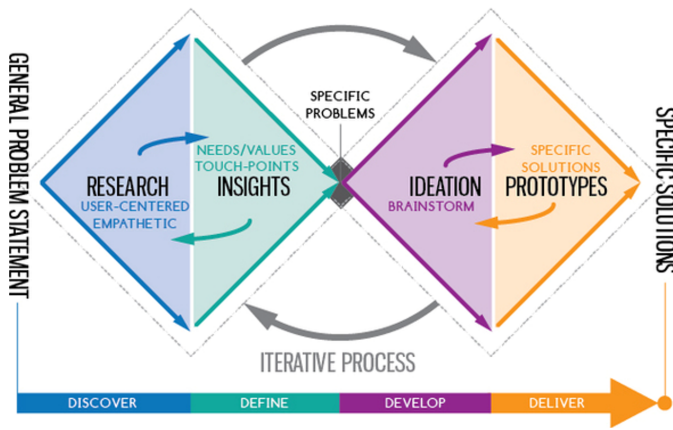 GENERAL PROBLEM STATEMENT
RESEARCH
USER-CENTERED
EMPATHETIC
NEEDS/VALUES
TOUCH-POINTS
INSIGHTS
SPECIFIC
PROBLEMS
IDEATION
BRAINSTORM
SPECIFIC
SOLUTIONS
PROTOTYPES
SPECIFIC SOLUTIONS
ITERATIVE PROCESS
DISCOVER
DEFINE
DEVELOP
DELIVER